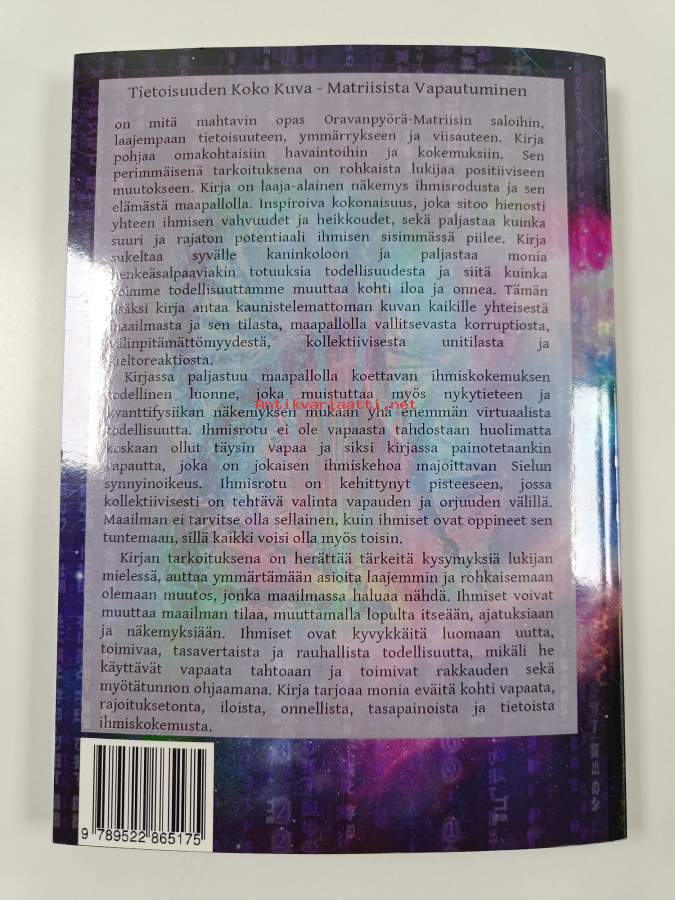 Tietoisuuden Koko Kuva - Matriisista Vapautuminen
on mitä mahtavin opas Oravanpyörä-Matriisin saloihin,
laajempaan tietoisuuteen, ymmärrykseen ja viisauteen. Kirja
pohjaa omakohtaisiin havaintoihin ja kokemuksiin. Sen
perimmäisenä tarkoituksena on rohkaista lukijaa positiiviseen
muutokseen. Kirja on laaja-alainen näkemys ihmisrodusta ja sen
elämästä maapallolla. Inspiroiva kokonaisuus, joka sitoo hienosti
yhteen ihmisen vahvuudet ja heikkoudet, sekä paljastaa kuinka
suuri ja rajaton potentiaali ihmisen sisimmässä piilee. Kirja
sukeltaa syvälle kaninkoloon ja paljastaa monia
henkeäsalpaaviakin totuuksia todellisuudesta ja siitä kuinka
voimme todellisuuttamme muuttaa kohti iloa ja onnea. Tämän
lisäksi kirja antaa kaunistelemattoman kuvan kaikille yhteisestä
maailmasta ja sen tilasta, maapallolla vallitsevasta korruptiosta,
välinpitämättömyydestä, kollektiivisesta unitilasta ja
kieltoreaktiosta.
Kirjassa paljastuu maapallolla koettavan ihmiskokemuksen
todellinen luonne, joka muistuttaa myös nykytieteen ja
Antikvariaatti.net
kvanttifysiikan näkemyksen mukaan yhä enemmän virtuaalista
todellisuutta. Ihmisrotu ei ole vapaasta tahdostaan huolimatta
koskaan ollut täysin vapaa ja siksi kirjassa painotetaankin
vapautta, joka on jokaisen ihmiskehoa majoittavan Sielun
synnyinoikeus. Ihmisrotu on kehittynyt pisteeseen, jossa
kollektiivisesti on tehtävä valinta vapauden ja orjuuden välillä.
Maailman ei tarvitse olla sellainen, kuin ihmiset ovat oppineet sen
tuntemaan, sillä kaikki voisi olla myös toisin.
Kirjan tarkoituksena on herättää tärkeitä kysymyksiä lukijan
mielessä, auttaa ymmärtämään asioita laajemmin ja rohkaisemaan
olemaan muutos, jonka maailmassa haluaa nähdä. Ihmiset voivat
muuttaa maailman tilaa, muuttamalla lopulta itseään, ajatuksiaan
ja näkemyksiään. Ihmiset ovat kyvykkäitä luomaan uutta,
toimivaa, tasavertaista ja rauhallista todellisuutta, mikäli he
käyttävät vapaata tahtoaan ja toimivat rakkauden sekä
myötätunnon ohjaamana. Kirja tarjoaa monia eväitä kohti vapaata,
rajoituksetonta, iloista, onnellista, tasapainoista ja tietoista
ihmiskokemusta.
9 789522 865175